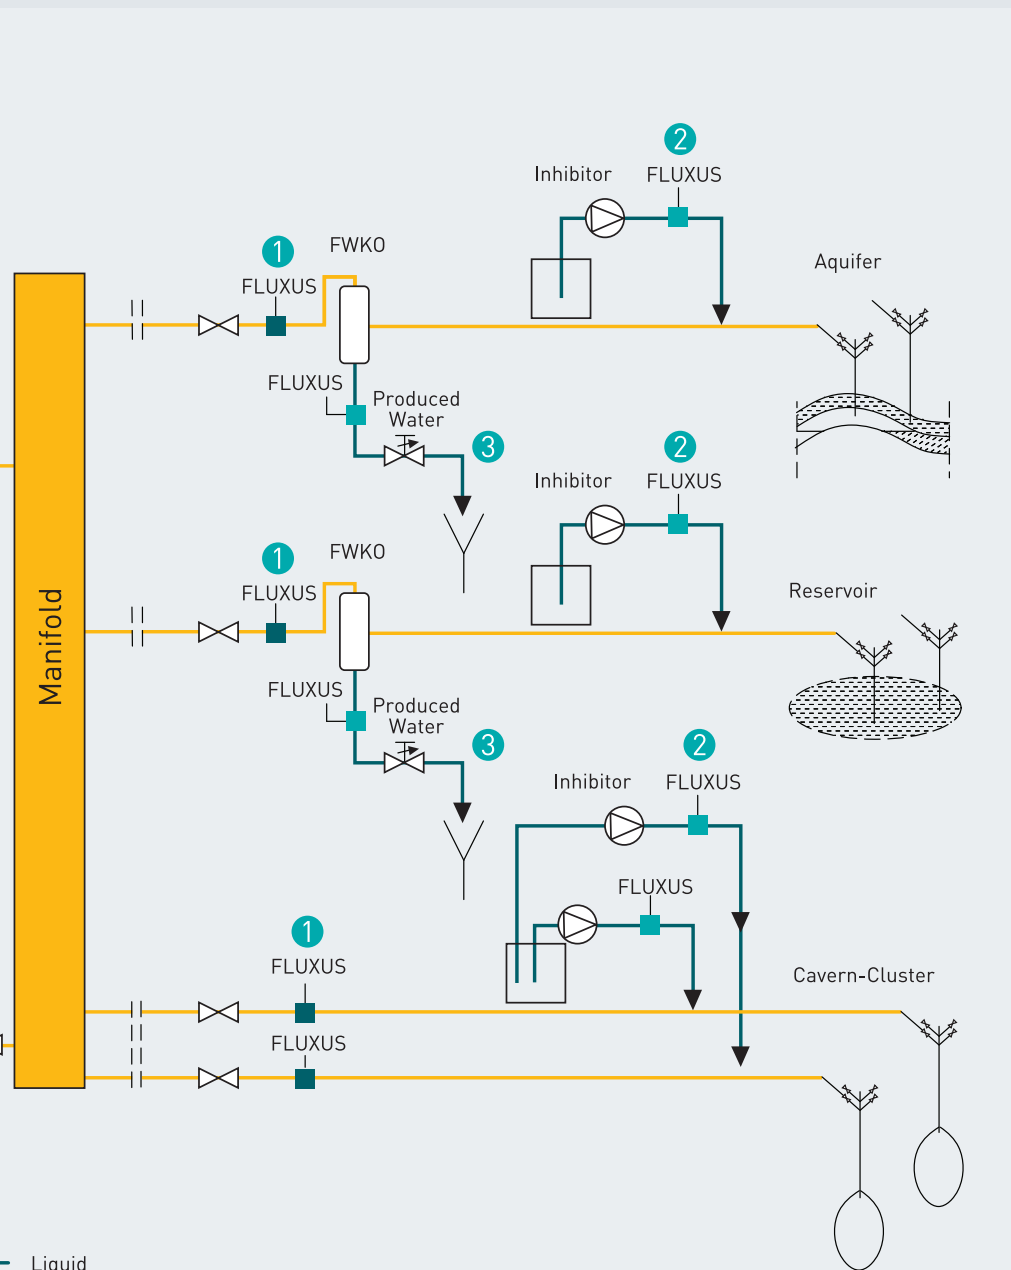 2
Inhibitor
FLUXUS
1
FWKO
FLUXUS
Aquifer
FLUXUS
Produced
Water
3
2
Inhibitor
FLUXUS
1
FWKO
FLUXUS
Reservoir
Manifold
FLUXUS
Produced
Water
3
2
Inhibitor
FLUXUS
FLUXUS
1
FLUXUS
Cavern-Cluster
FLUXUS
Liquid